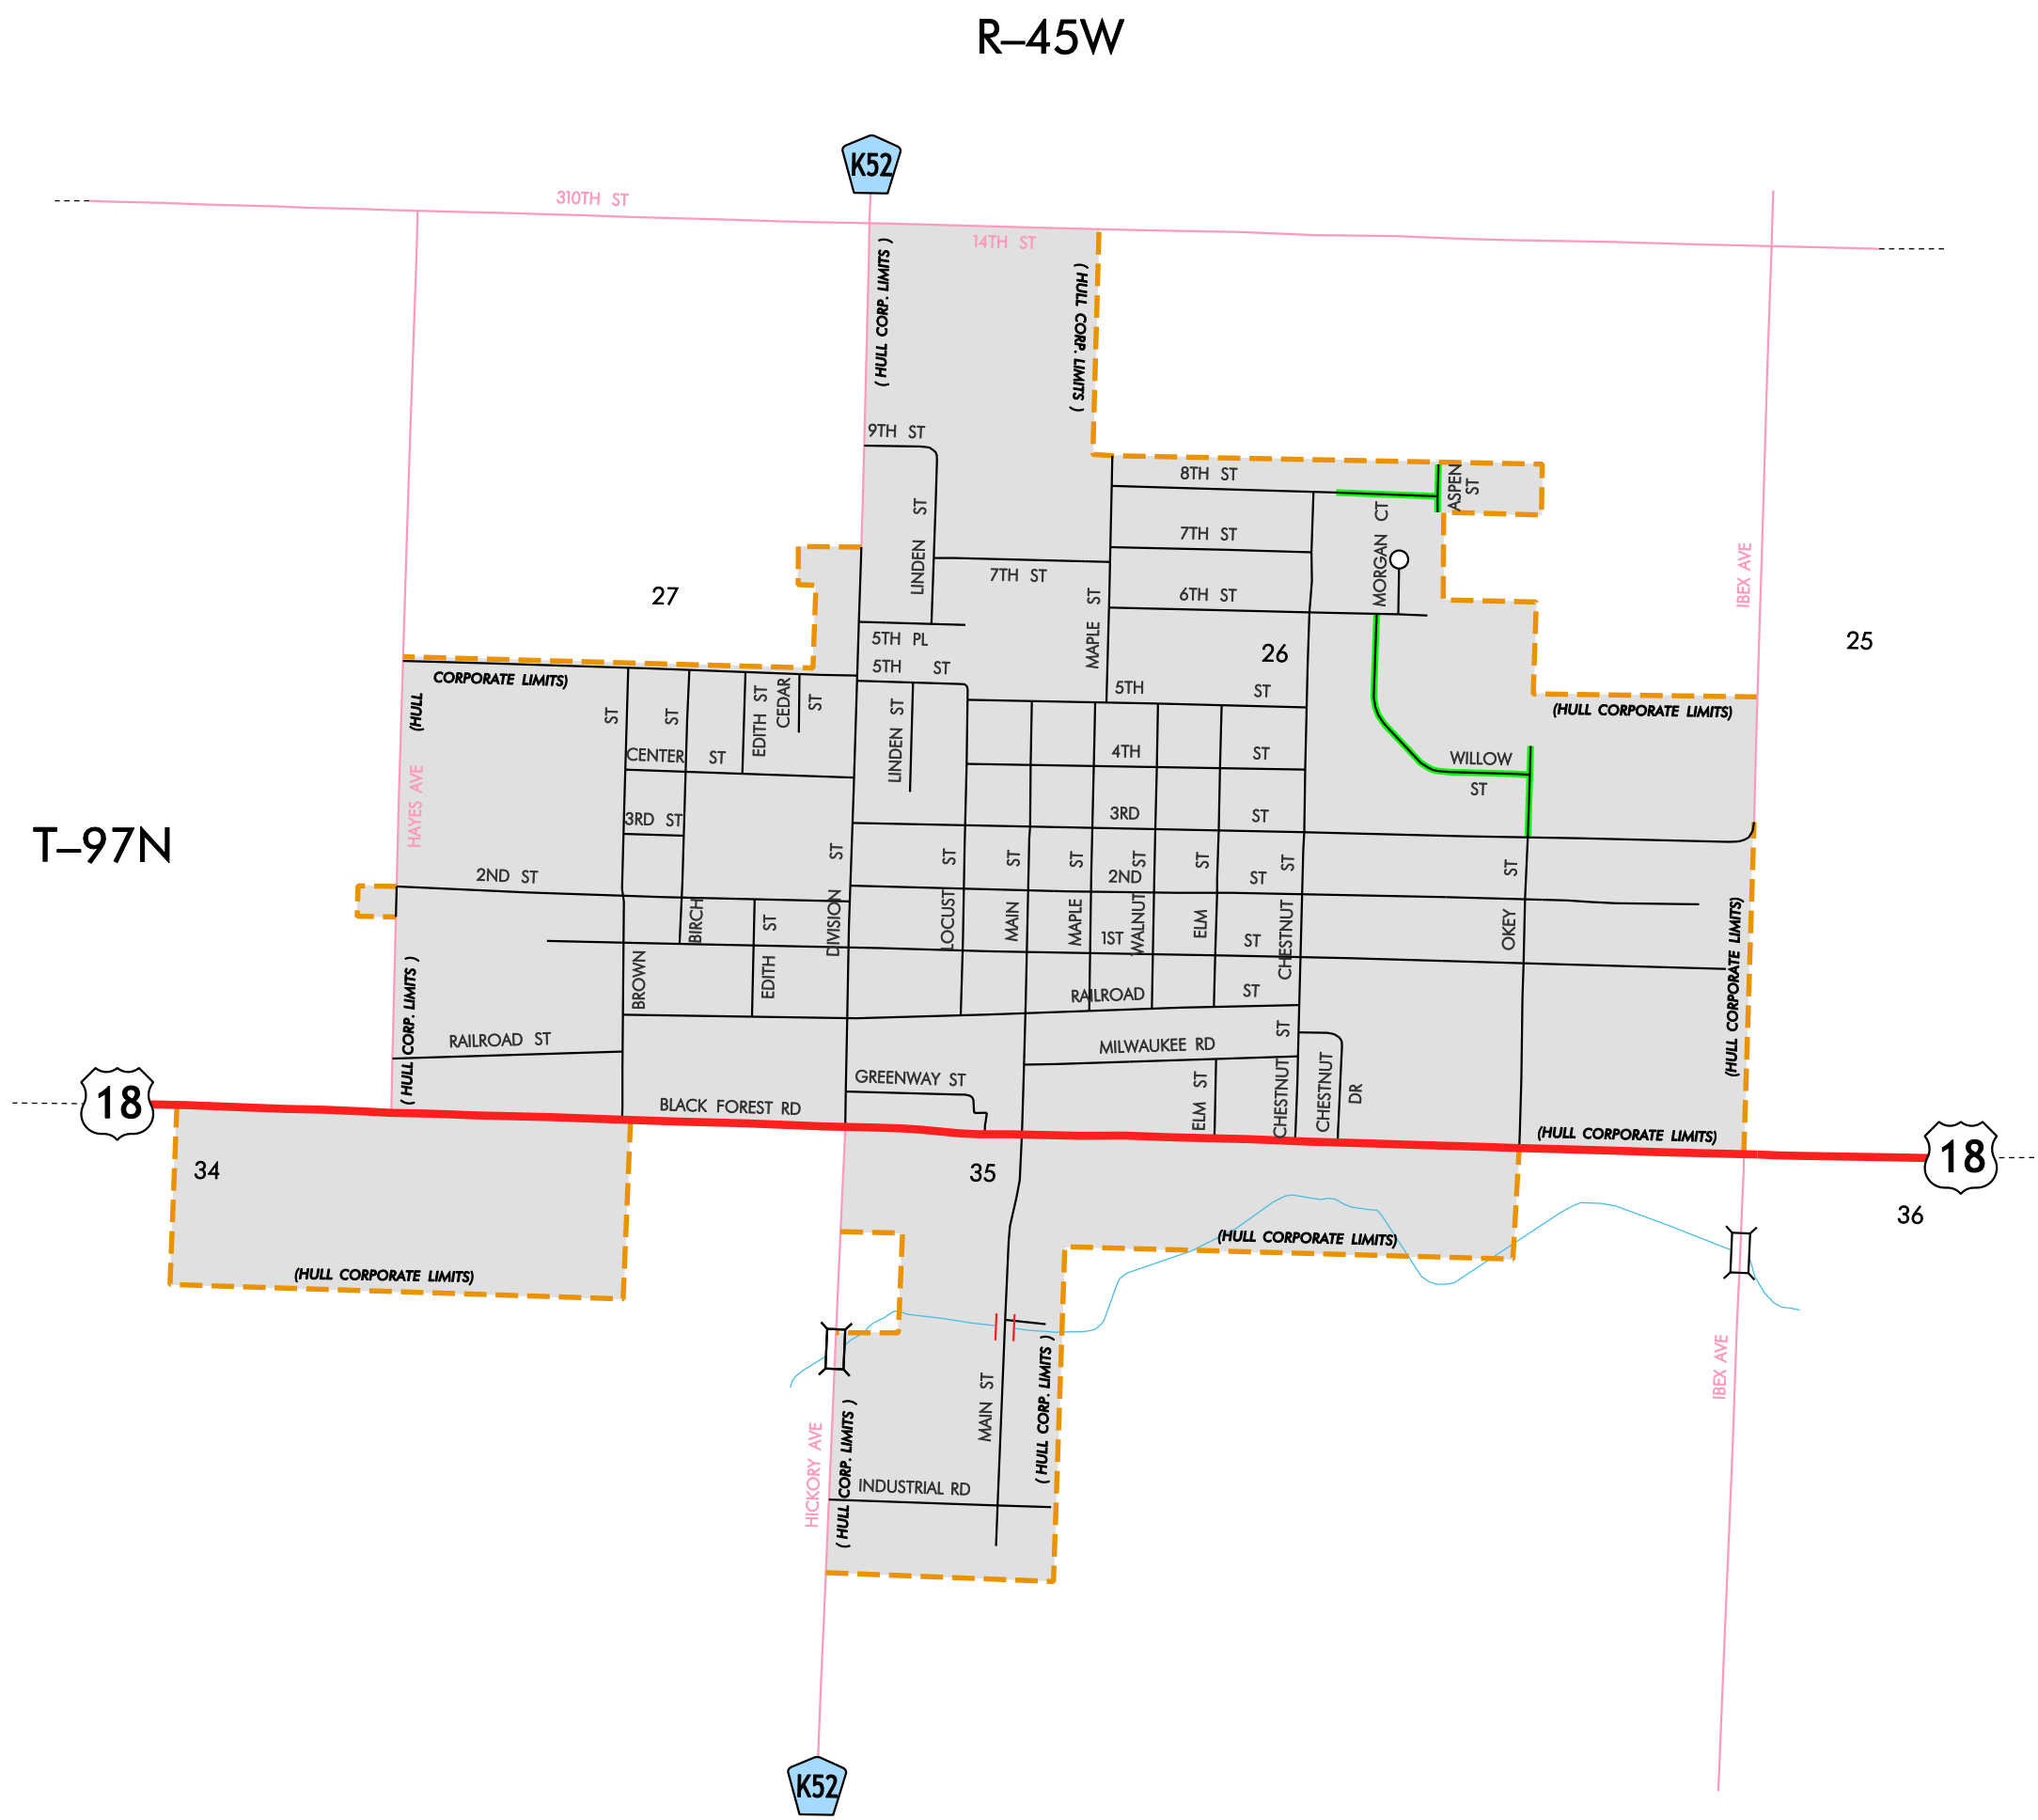 R–45W
K52
310TH ST
14TH ST
( HULL CORP. LIMITS )
( HULL CORP. LIMITS )
9TH ST
8TH ST
ASPEN
ST
LINDEN ST
7TH ST
7TH ST
MORGAN CT
IBEX AVE
27
6TH ST
MAPLE ST
5TH PL
5TH ST
26
25
CORPORATE LIMITS)
(HULL
5TH ST
(HULL CORPORATE LIMITS)
ST
ST
EDITH ST
CEDAR
ST
LINDEN ST
CENTER ST
4TH ST
WILLOW
ST
HAYES AVE
3RD ST
3RD ST
T–97N
2ND ST
2ND ST
BIRCH
EDITH ST
DIVISION ST
LOCUST ST
MAIN ST
MAPLE ST
WALNUT ST
ELM ST
CHESTNUT ST
OKEY ST
1ST ST
BROWN
(HULL CORPORATE LIMITS)
( HULL CORP. LIMITS )
RAILROAD ST
RAILROAD ST
MILWAUKEE RD
GREENWAY ST
ELM ST
CHESTNUT ST
CHESTNUT
DR
18
BLACK FOREST RD
(HULL CORPORATE LIMITS)
18
34
35
36
(HULL CORPORATE LIMITS)
(HULL CORPORATE LIMITS)
MAIN ST
( HULL CORP. LIMITS )
IBEX AVE
HICKORY AVE
( HULL CORP. LIMITS )
INDUSTRIAL RD
K52